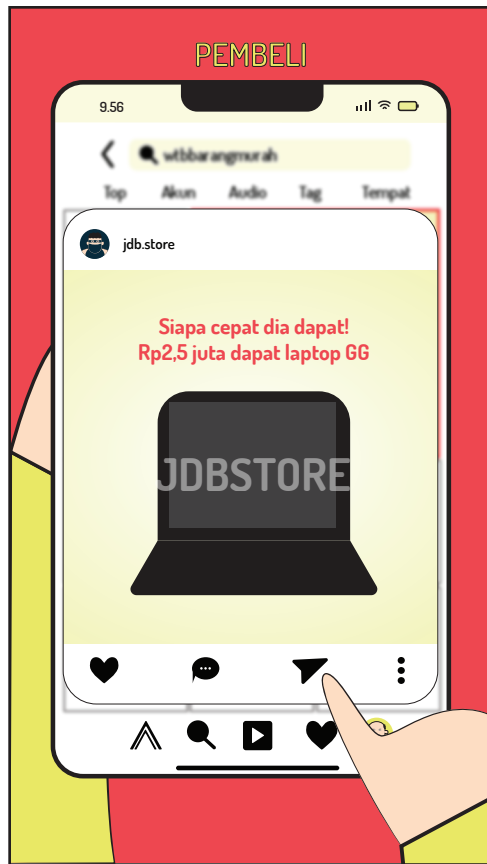 PEMBELI
9.56
wtbbarangmurah
Top Akun Audio Tag Tempat
jdb.store
Siapa cepat dia dapat!
Rp2,5 juta dapat laptop GG
JDBSTORE